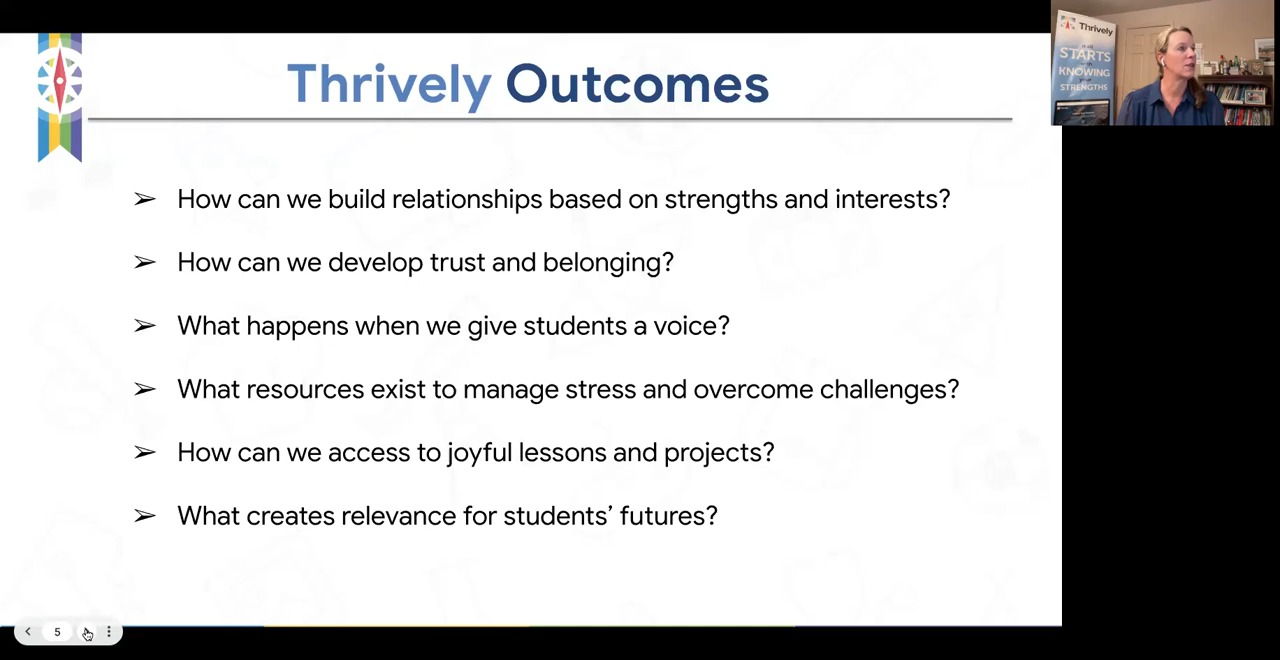 Thrively Outcomes
➢ How can we build relationships based on strengths and interests?
➢ How can we develop trust and belonging?
➢ What happens when we give students a voice?
➢ What resources exist to manage stress and overcome challenges?
➢ How can we access to joyful lessons and projects?
➢ What creates relevance for students’ futures?
5
Thrively
STARTS
KNOWING
STRENGTHS